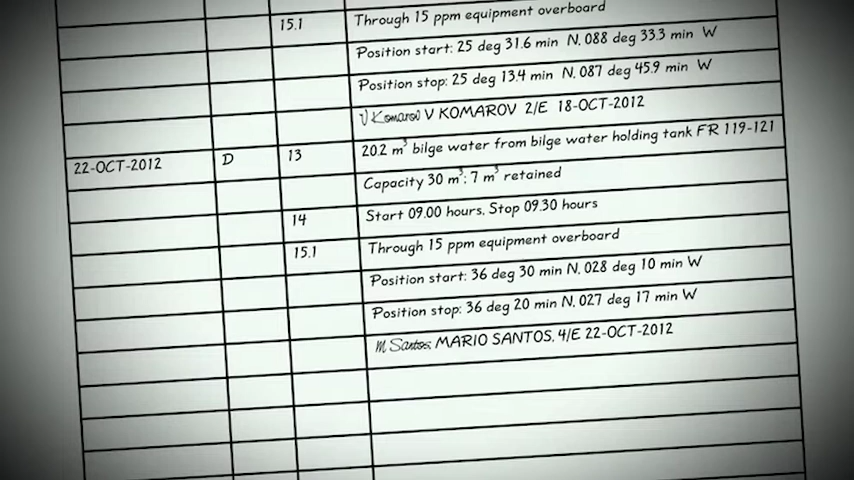 15.1 Through 15 ppm equipment overboard
Position start: 25 deg 31.6 min N, 088 deg 33.3 min W
Position stop: 25 deg 13.4 min N, 087 deg 45.9 min W
V Komarov V KOMAROV 2/E 18-OCT-2012
22-OCT-2012 D 13 20.2 m³ bilge water from bilge water holding tank FR 119-121
Capacity 30 m³: 7 m³ retained
14 Start 09.00 hours. Stop 09.30 hours
15.1 Through 15 ppm equipment overboard
Position start: 36 deg 30 min N, 028 deg 10 min W
Position stop: 36 deg 20 min N, 027 deg 17 min W
M Santos MARIO SANTOS, 4/E 22-OCT-2012